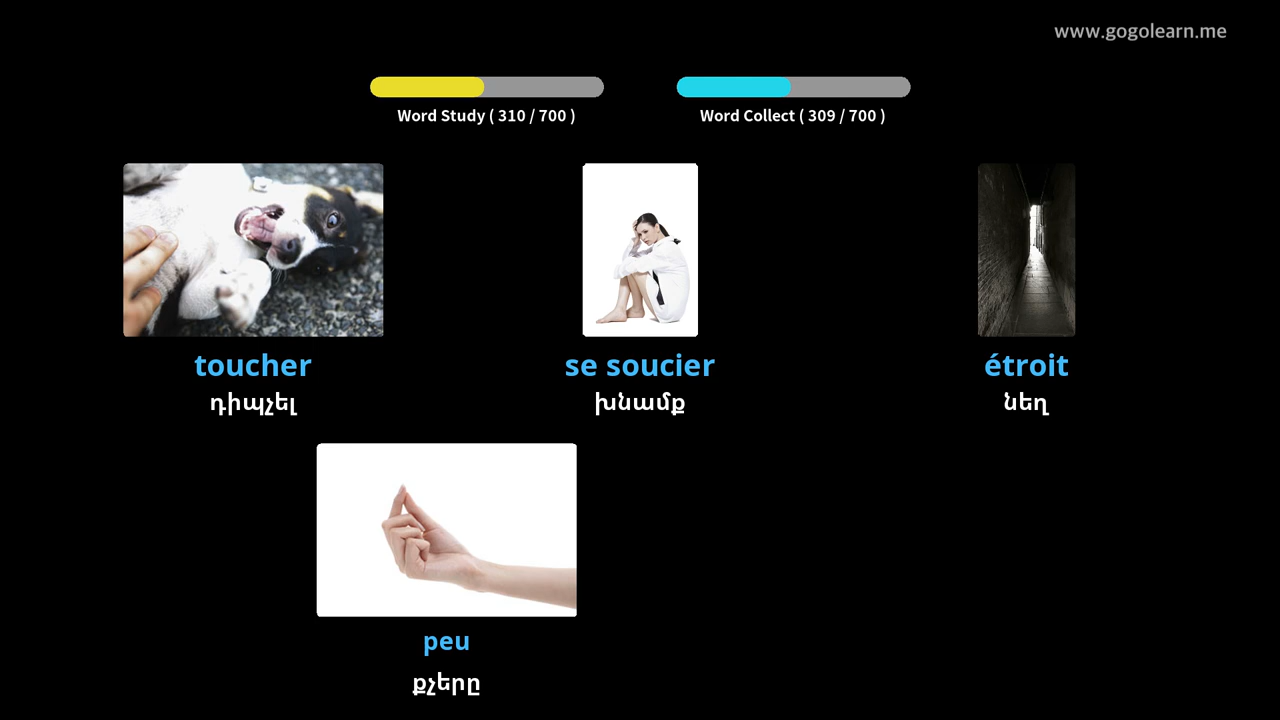 www.gogolearn.me
Word Study ( 310 / 700 )
Word Collect ( 309 / 700 )
toucher
դիպչել
se soucier
խնամք
étroit
նեղ
peu
քչերը